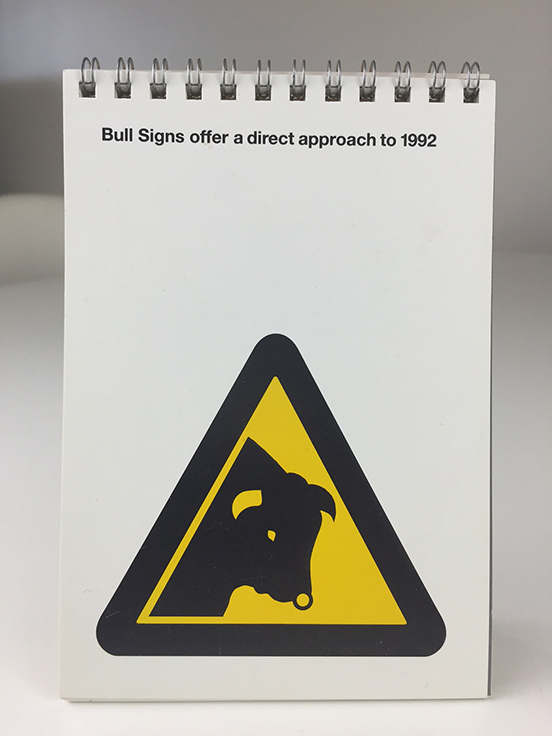 Bull Signs offer a direct approach to 1992